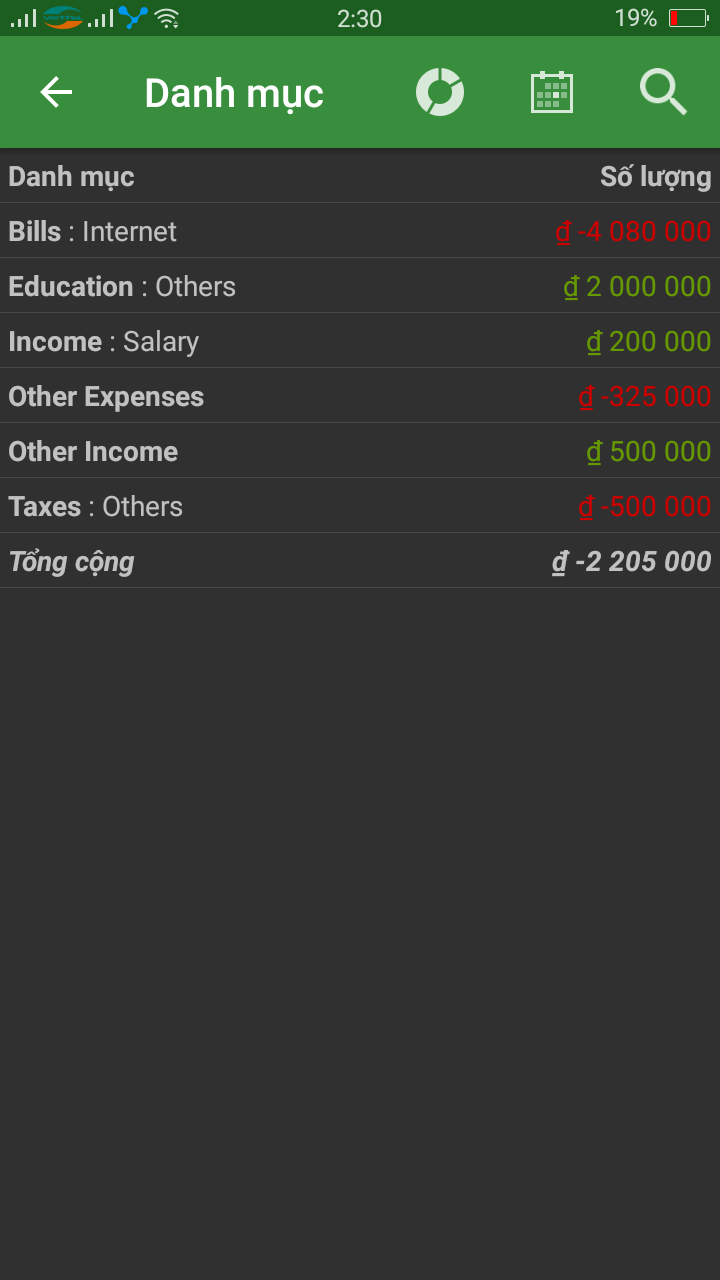 2:30 19%
Danh mục
Danh mục Số lượng
Bills : Internet ₫ -4 080 000
Education : Others ₫ 2 000 000
Income : Salary ₫ 200 000
Other Expenses ₫ -325 000
Other Income ₫ 500 000
Taxes : Others ₫ -500 000
Tổng cộng ₫ -2 205 000